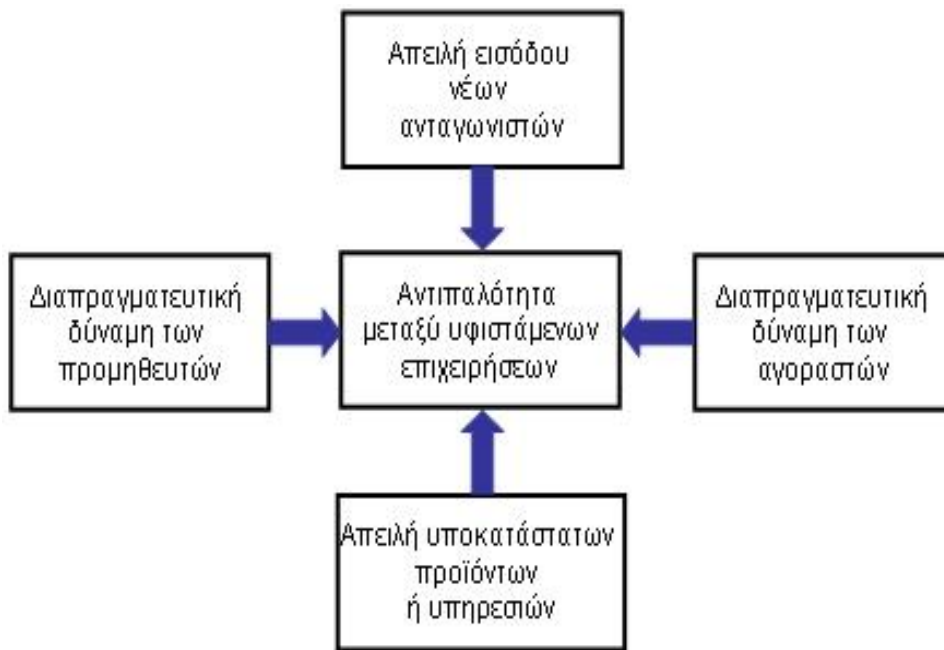 Απειλή εισόδου
νέων
ανταγωνιστών
Διαπραγματευτική
δύναμη των
προμηθευτών
Αντιπαλότητα
μεταξύ υφιστάμενων
επιχειρήσεων
Διαπραγματευτική
δύναμη των
αγοραστών
Απειλή υποκατάστατων
προϊόντων
ή υπηρεσιών